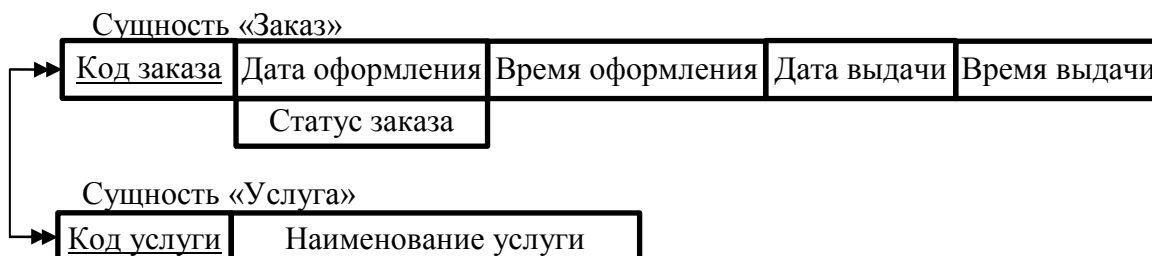 Сущность «Заказ»
Код заказа Дата оформления Время оформления Дата выдачи Время выдачи
Статус заказа
Сущность «Услуга»
Код услуги Наименование услуги